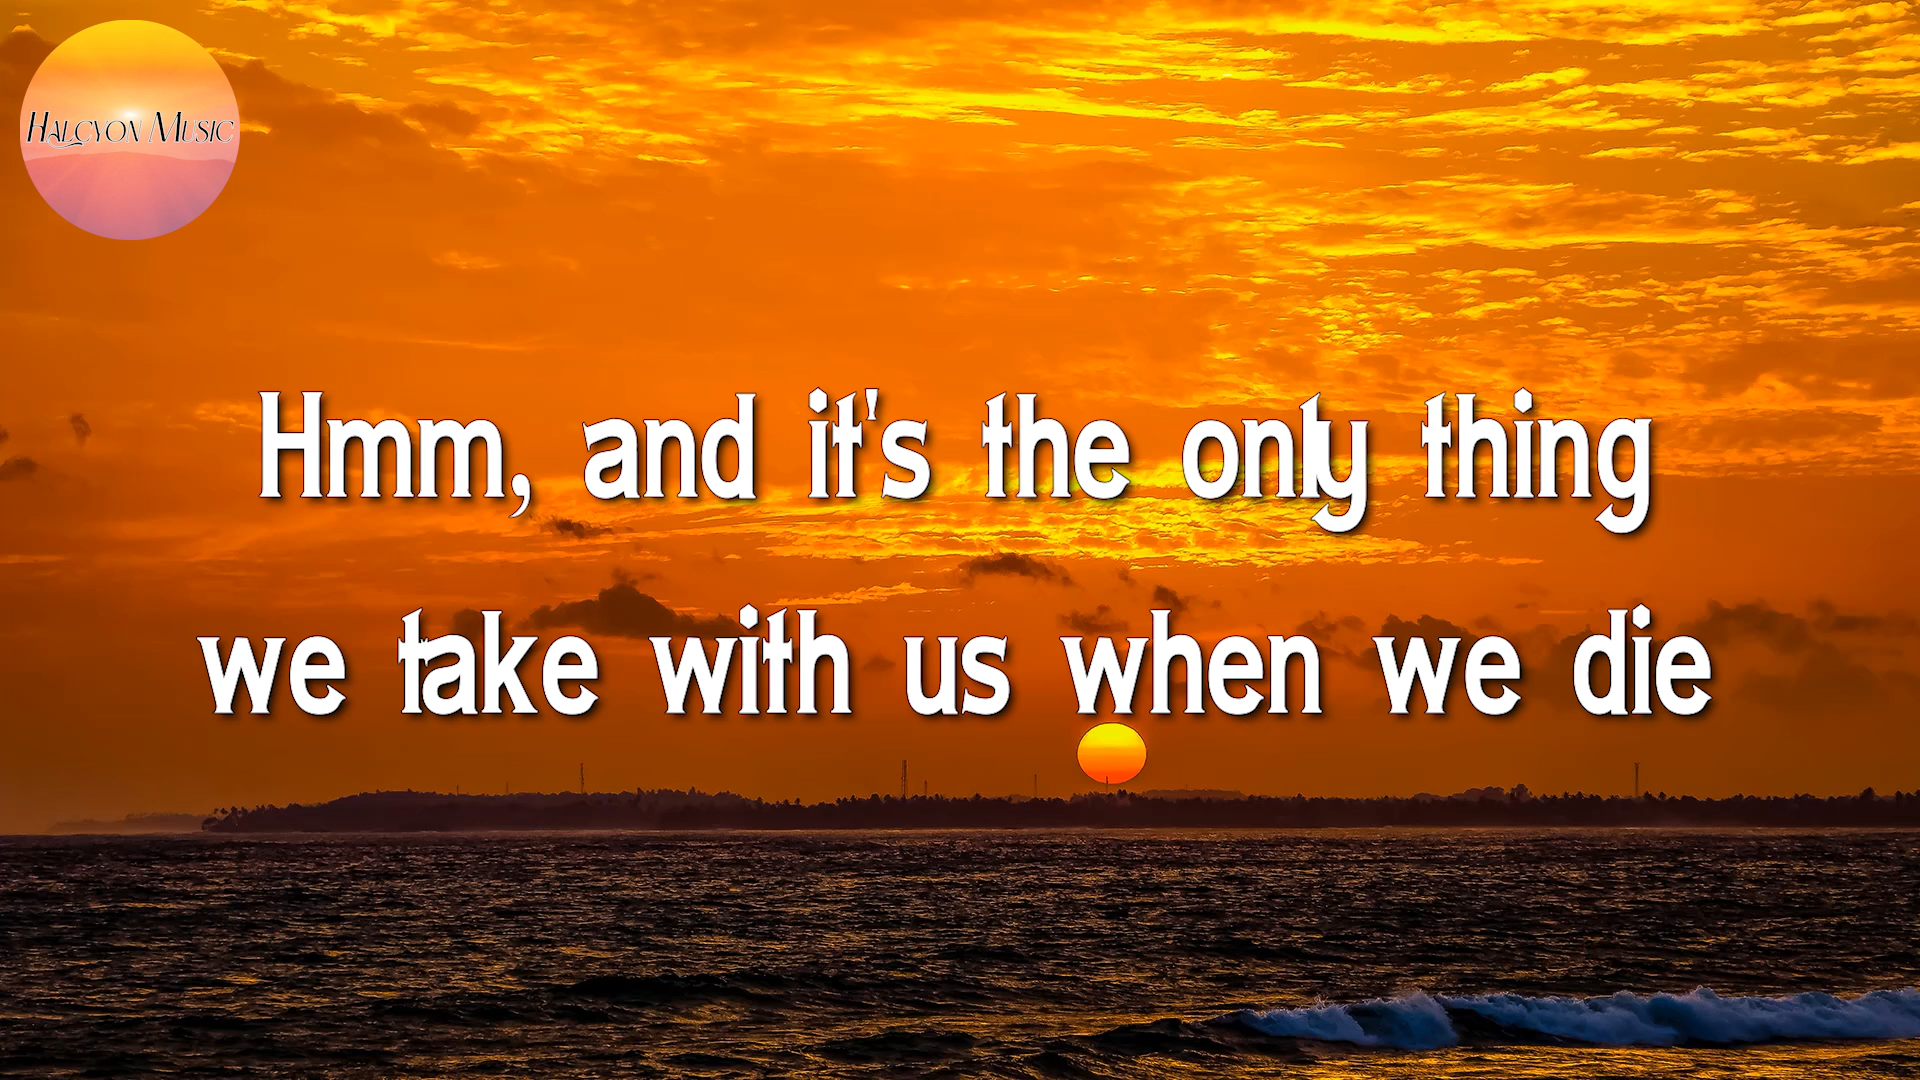 Halcyon Music
Hmm, and it's the only thing
we take with us when we die